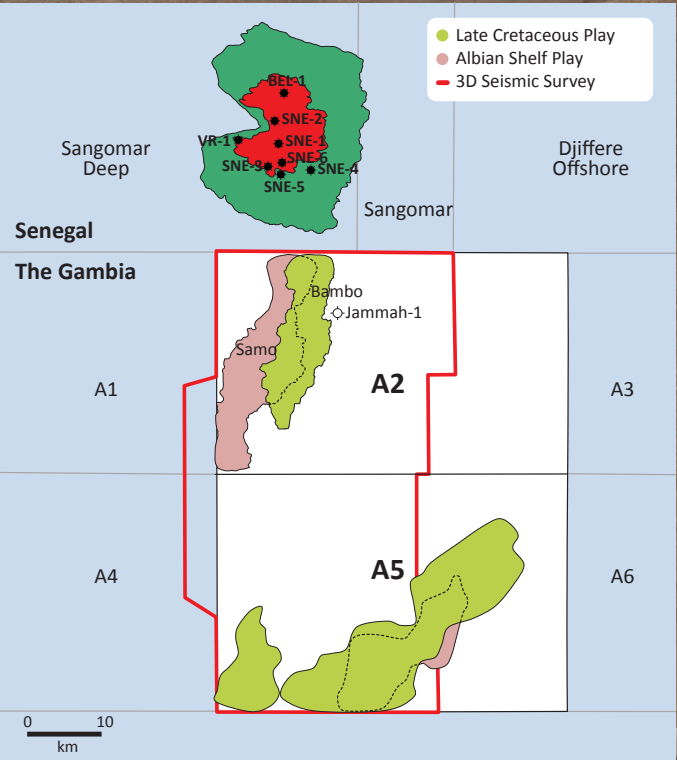 Late Cretaceous Play
Albian Shelf Play
3D Seismic Survey
BEL-1
SNE-2
VR-1
SNE-1
SNE-6
SNE-3
SNE-4
SNE-5
Sangomar
Deep
Djiffere
Offshore
Sangomar
Senegal
The Gambia
Bambo
Jammah-1
Samo
A1
A2
A3
A4
A5
A6
0 10
km